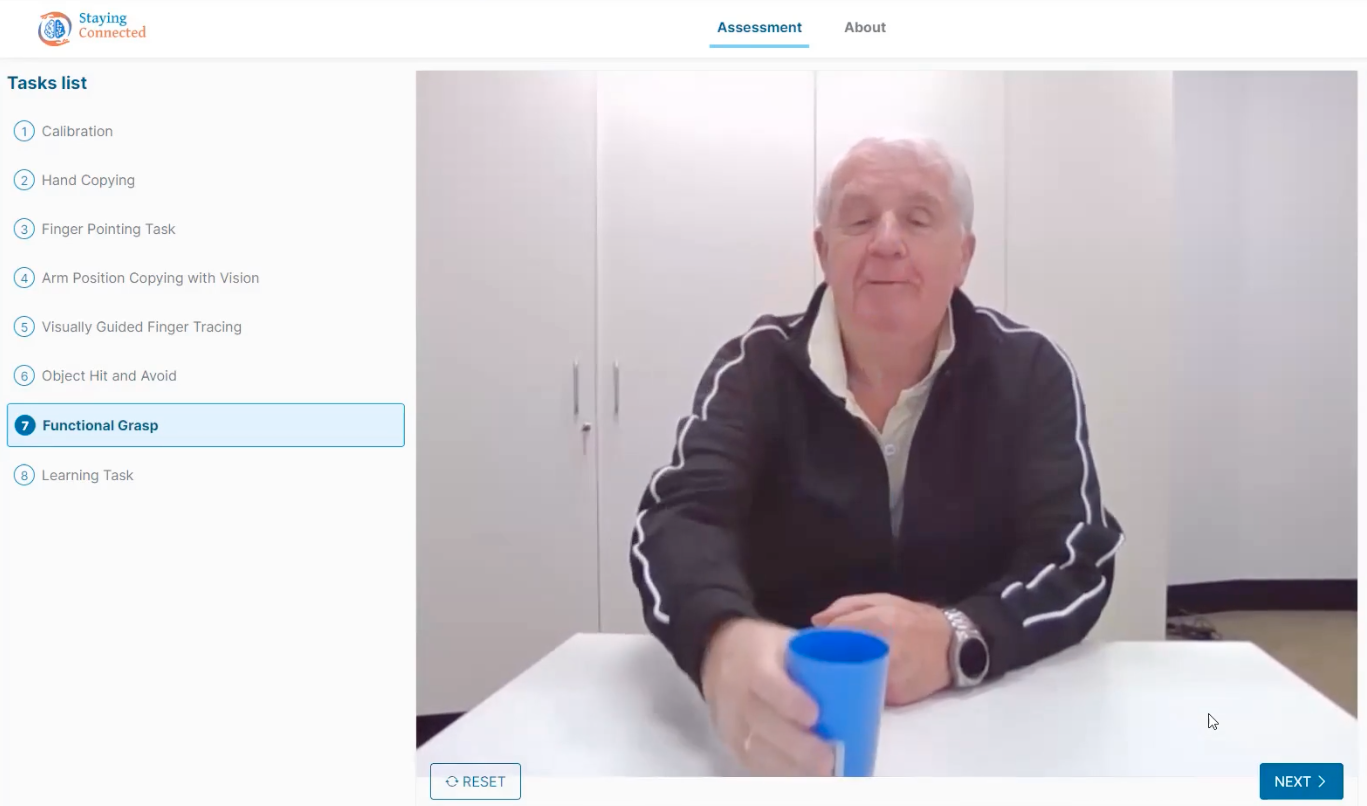 Staying
Connected
Assessment
About
Tasks list
1 Calibration
2 Hand Copying
3 Finger Pointing Task
4 Arm Position Copying with Vision
5 Visually Guided Finger Tracing
6 Object Hit and Avoid
7 Functional Grasp
8 Learning Task
RESET
NEXT